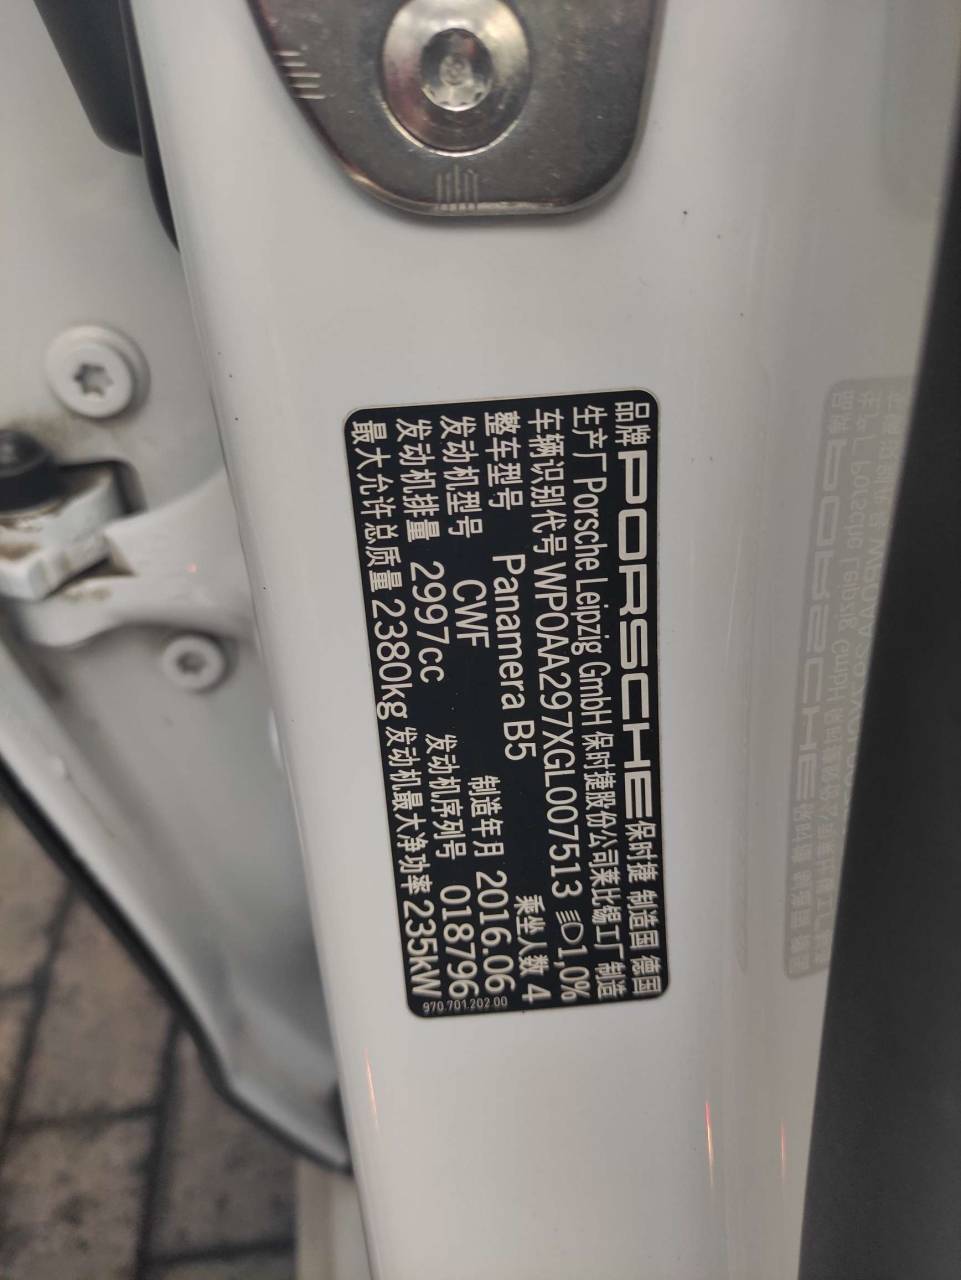 品牌 PORSCHE 保时捷 制造国 德国
生产厂 Porsche Leipzig GmbH 保时捷股份公司莱比锡工厂 制造
车辆识别代号 WP0AA297XGL007513 1,0%
整车型号 Panamera B5 乘坐人数 4
发动机型号 CWF 制造年月 2016.06
发动机排量 2997cc 发动机序列号 018796
最大允许总质量 2380kg 发动机最大净功率 235kW
970.701.202.00